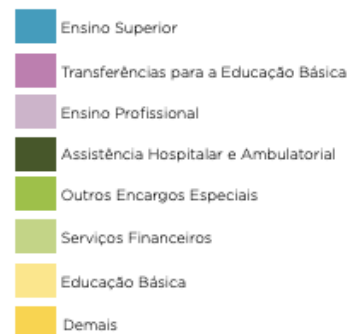 Ensino Superior
Transferências para a Educação Básica
Ensino Profissional
Assistência Hospitalar e Ambulatorial
Outros Encargos Especiais
Serviços Financeiros
Educação Básica
Demais